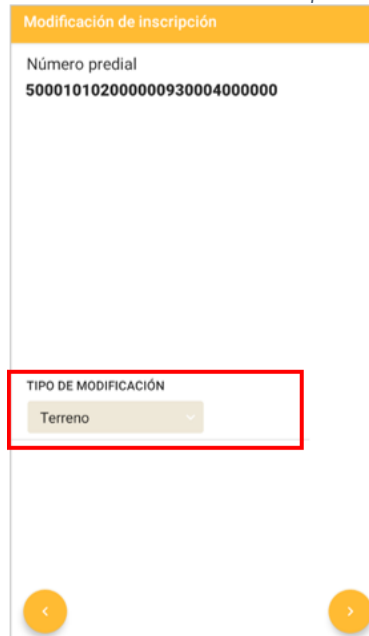 Modificación de inscripción
Número predial
500010102000000930004000000
TIPO DE MODIFICACIÓN
Terreno